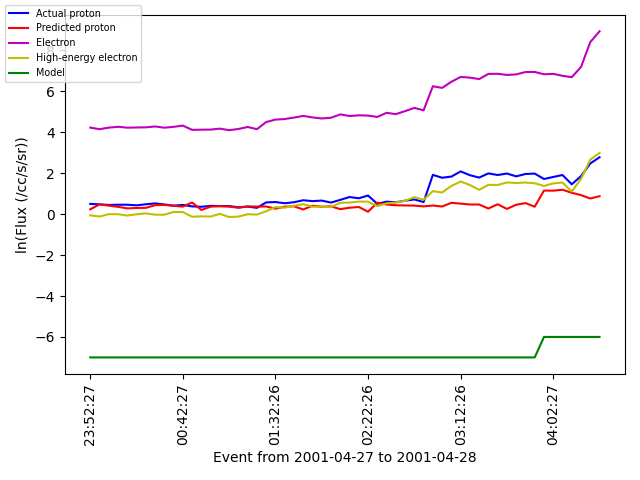 Actual proton
Predicted proton
Electron
High-energy electron
Model
8
6
4
2
0
−2
−4
−6
ln(Flux (/cc/s/sr))
23:52:27
00:42:27
01:32:26
02:22:26
03:12:26
04:02:27
Event from 2001-04-27 to 2001-04-28